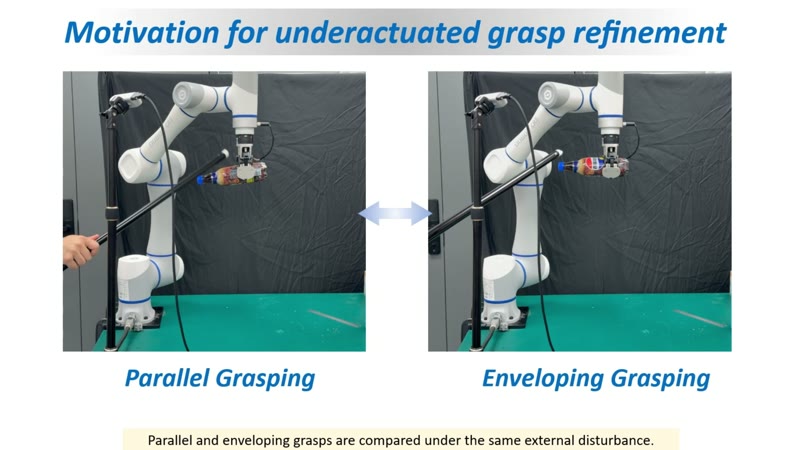 Motivation for underactuated grasp refinement
Parallel Grasping
Enveloping Grasping
Parallel and enveloping grasps are compared under the same external disturbance.